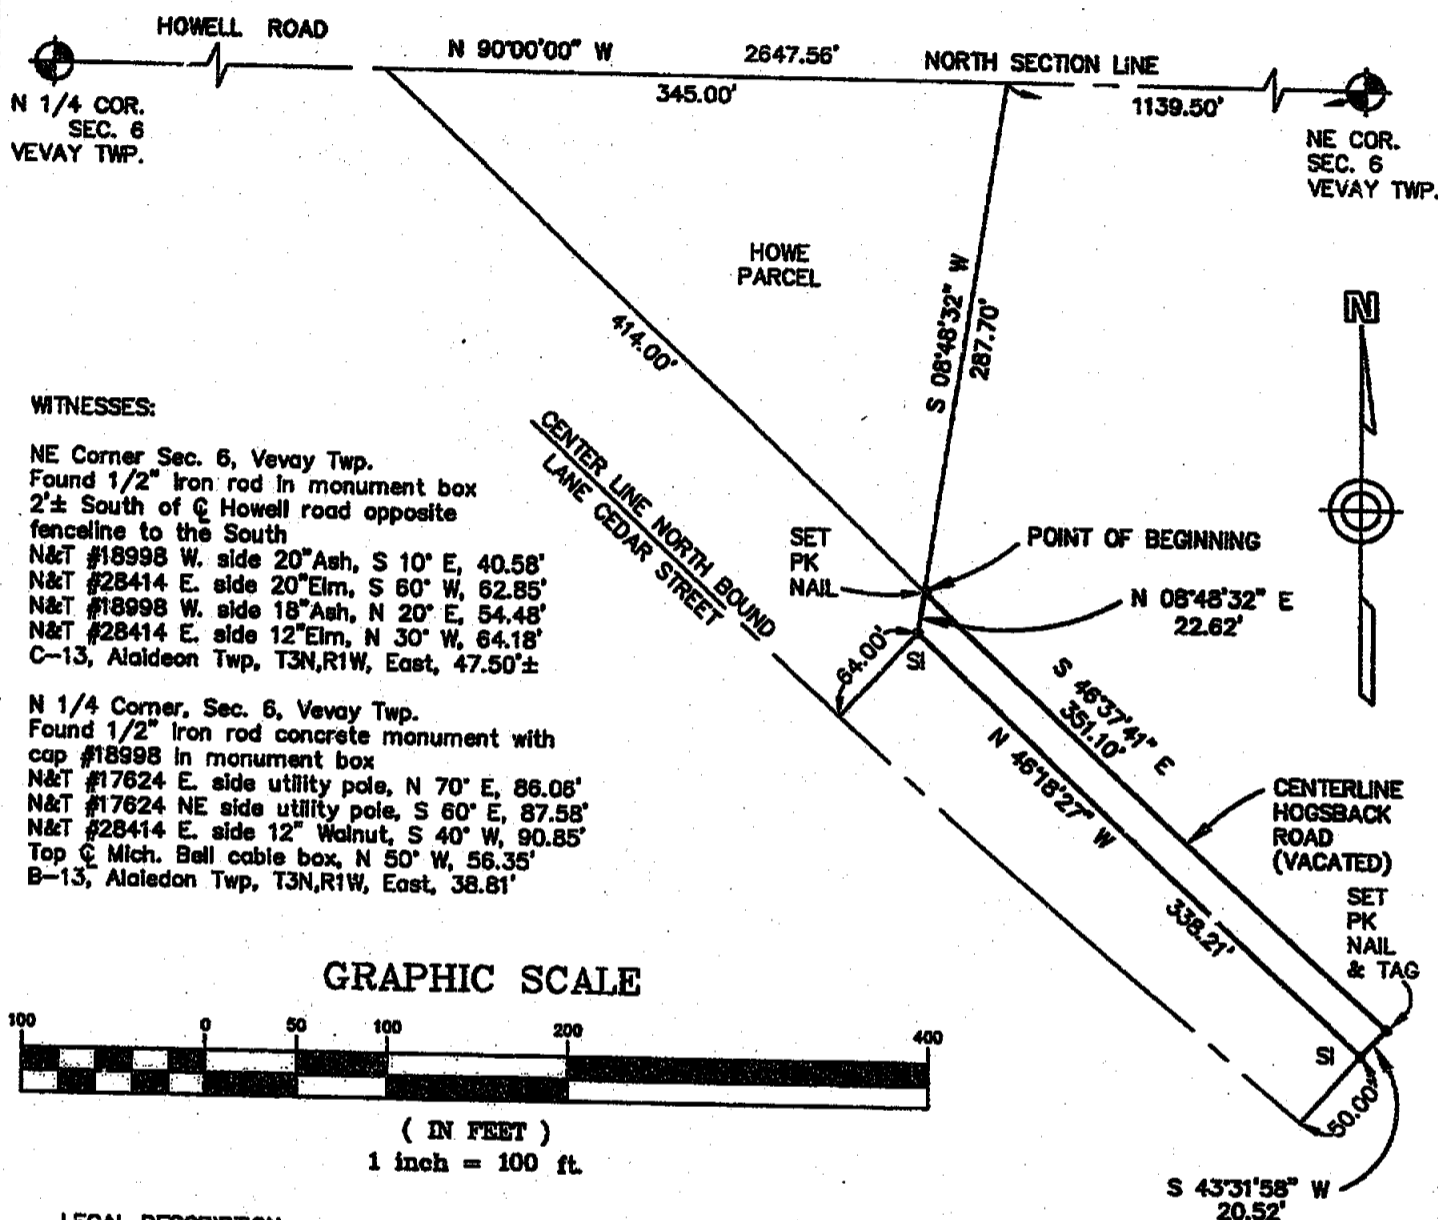 HOWELL ROAD
N 90°00'00" W 2647.56'
NORTH SECTION LINE
345.00'
1139.50'
N 1/4 COR.
SEC. 6
VEVAY TWP.
NE COR.
SEC. 6
VEVAY TWP.
HOWE
PARCEL
S 08°48'32" W
287.70'
N
414.00'
WITNESSES:
NE Corner Sec. 6, Vevay Twp.
Found 1/2" iron rod in monument box
2'± South of ℄ Howell road opposite
fenceline to the South
N&T #18998 W. side 20"Ash, S 10° E, 40.58'
N&T #28414 E. side 20"Elm, S 60° W, 62.85'
N&T #18998 W. side 18"Ash, N 20° E, 54.48'
N&T #28414 E. side 12"Elm, N 30° W, 64.18'
C-13, Alaideon Twp, T3N,R1W, East, 47.50'±
N 1/4 Corner, Sec. 6, Vevay Twp.
Found 1/2" iron rod concrete monument with
cap #18998 in monument box
N&T #17624 E. side utility pole, N 70° E, 86.06'
N&T #17624 NE side utility pole, S 60° E, 87.58'
N&T #28414 E. side 12" Walnut, S 40° W, 90.85'
Top ℄ Mich. Bell cable box, N 50° W, 56.35'
B-13, Alaiedon Twp, T3N,R1W, East, 38.81'
CENTER LINE NORTH BOUND
LANE CEDAR STREET
SET
PK
NAIL
POINT OF BEGINNING
N 08°48'32" E
22.62'
64.00'
SI
S 46°37'41" E
351.10'
N 46°18'27" W
338.21'
CENTERLINE
HOGSBACK
ROAD
(VACATED)
SET
PK
NAIL
& TAG
SI
50.00'
S 43°31'58" W
20.52'
GRAPHIC SCALE
100 0 50 100 200 400
( IN FEET )
1 inch = 100 ft.
LEGAL DESCRIPTION